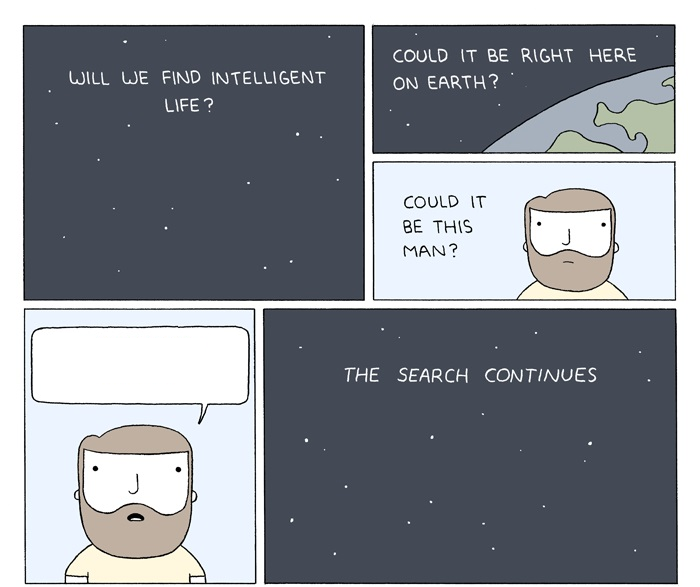 WILL WE FIND INTELLIGENT
LIFE?
COULD IT BE RIGHT HERE
ON EARTH?
COULD IT
BE THIS
MAN?
THE SEARCH CONTINUES